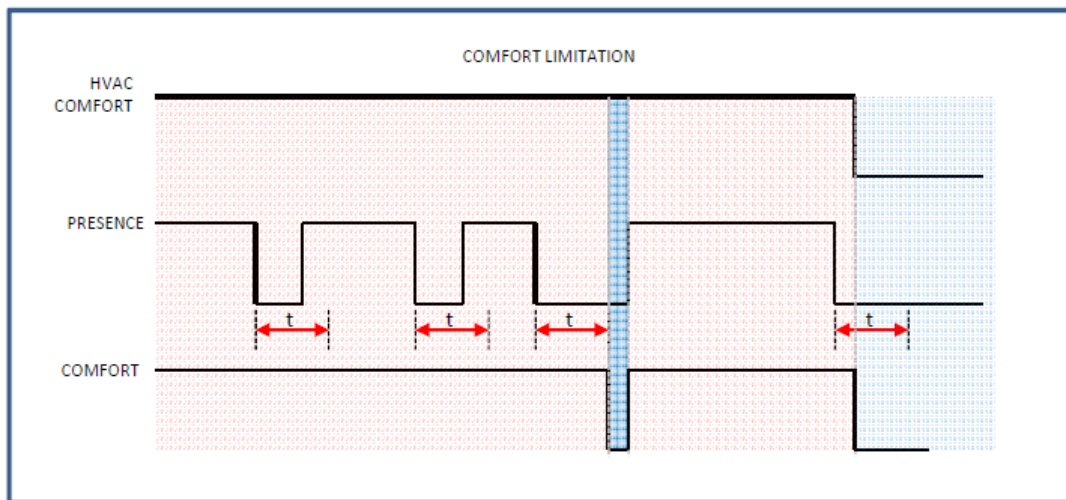 COMFORT LIMITATION
HVAC
COMFORT
PRESENCE
t
t
t
t
COMFORT